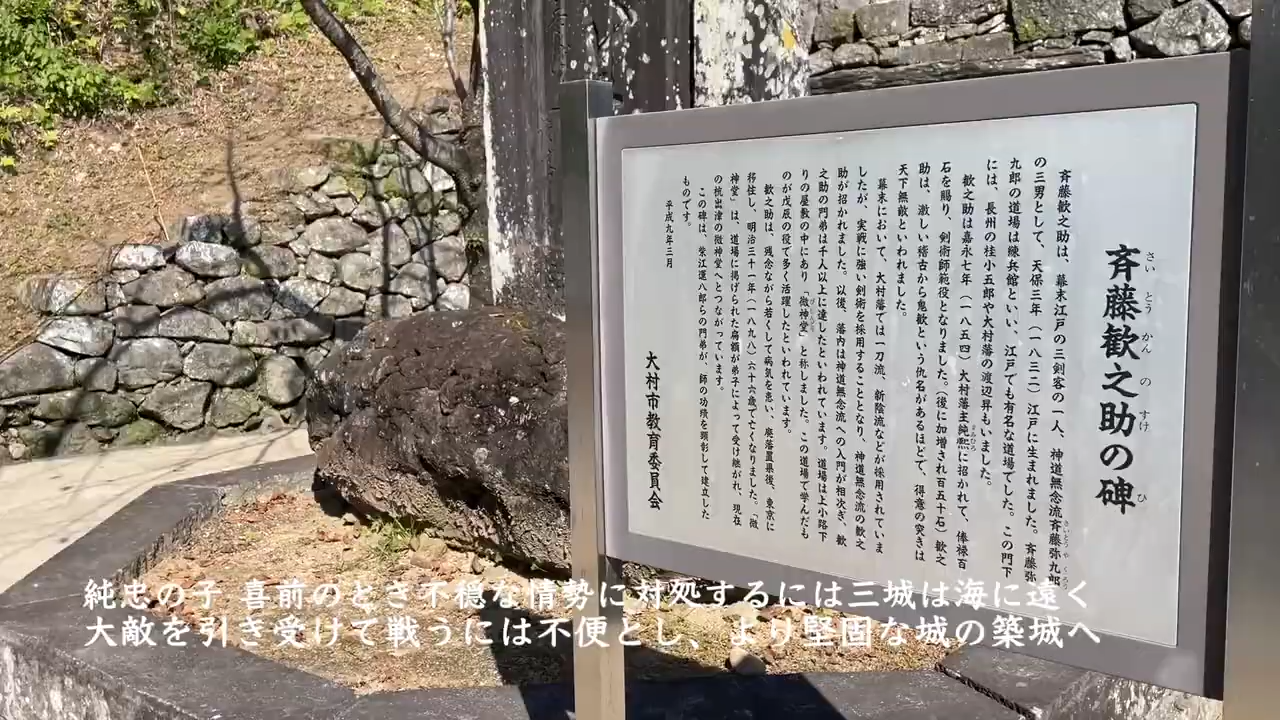 斉藤歓之助の碑
さい とう かん の すけ ひ
斉藤歓之助は、幕末江戸の三剣客の一人、神道無念流斉藤弥九郎
さいとうやくろう
の三男として、天保三年(一八三二)江戸に生まれました。斉藤弥
九郎の道場は練兵館といい、江戸でも有名な道場でした。この門下
には、長州の桂小五郎や大村藩の渡辺昇もいました。
歓之助は嘉永七年(一八五四)大村藩主純熈に招かれて、俸禄百
すみひろ
石を賜り、剣術師範役となりました。(後に加増され百五十石)歓之
助は、激しい稽古から鬼歓という仇名があるほどで、得意の突きは
天下無敵といわれました。
幕末において、大村藩では一刀流、新陰流などが採用されていま
したが、実戦に強い剣術を採用することとなり、神道無念流の歓之
助が招かれました。以後、藩内は神道無念流への入門が相次ぎ、歓
之助の門弟は千人以上に達したといわれています。道場は上小路下
りの屋敷の中にあり、「微神堂」と称しました。この道場で学んだも
のが戊辰の役で多く活躍したといわれています。
歓之助は、残念ながら若くして病気を患い、廃藩置県後、東京に
移住し、明治三十一年(一八九八)六十六歳で亡くなりました。「微
神堂」は、道場に掲げられた扁額が弟子によって受け継がれ、現在
の杭出津の微神堂へとつながっています。
この碑は、柴江運八郎らの門弟が、師の功績を顕彰して建立した
ものです。
平成九年三月
大村市教育委員会
純忠の子 喜前のとき不穏な情勢に対処するには三城は海に遠く
大敵を引き受けて戦うには不便とし、より堅固な城の築城へ